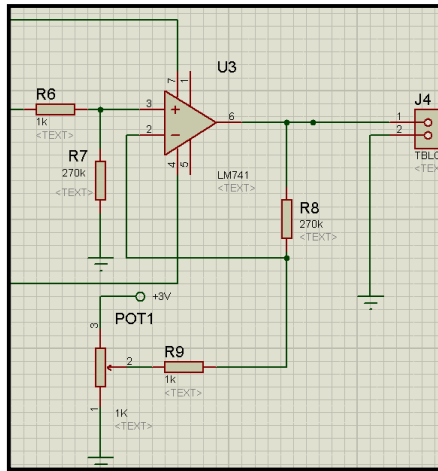 U3
7
1
R6
J4
3
6
1
1k
2
2
<TEXT>
R7
4
5
270k
LM741
<TEXT>
<TEXT>
R8
270k
<TEXT>
+3V
3
POT1
R9
2
1k
1
1K
<TEXT>
<TEXT>